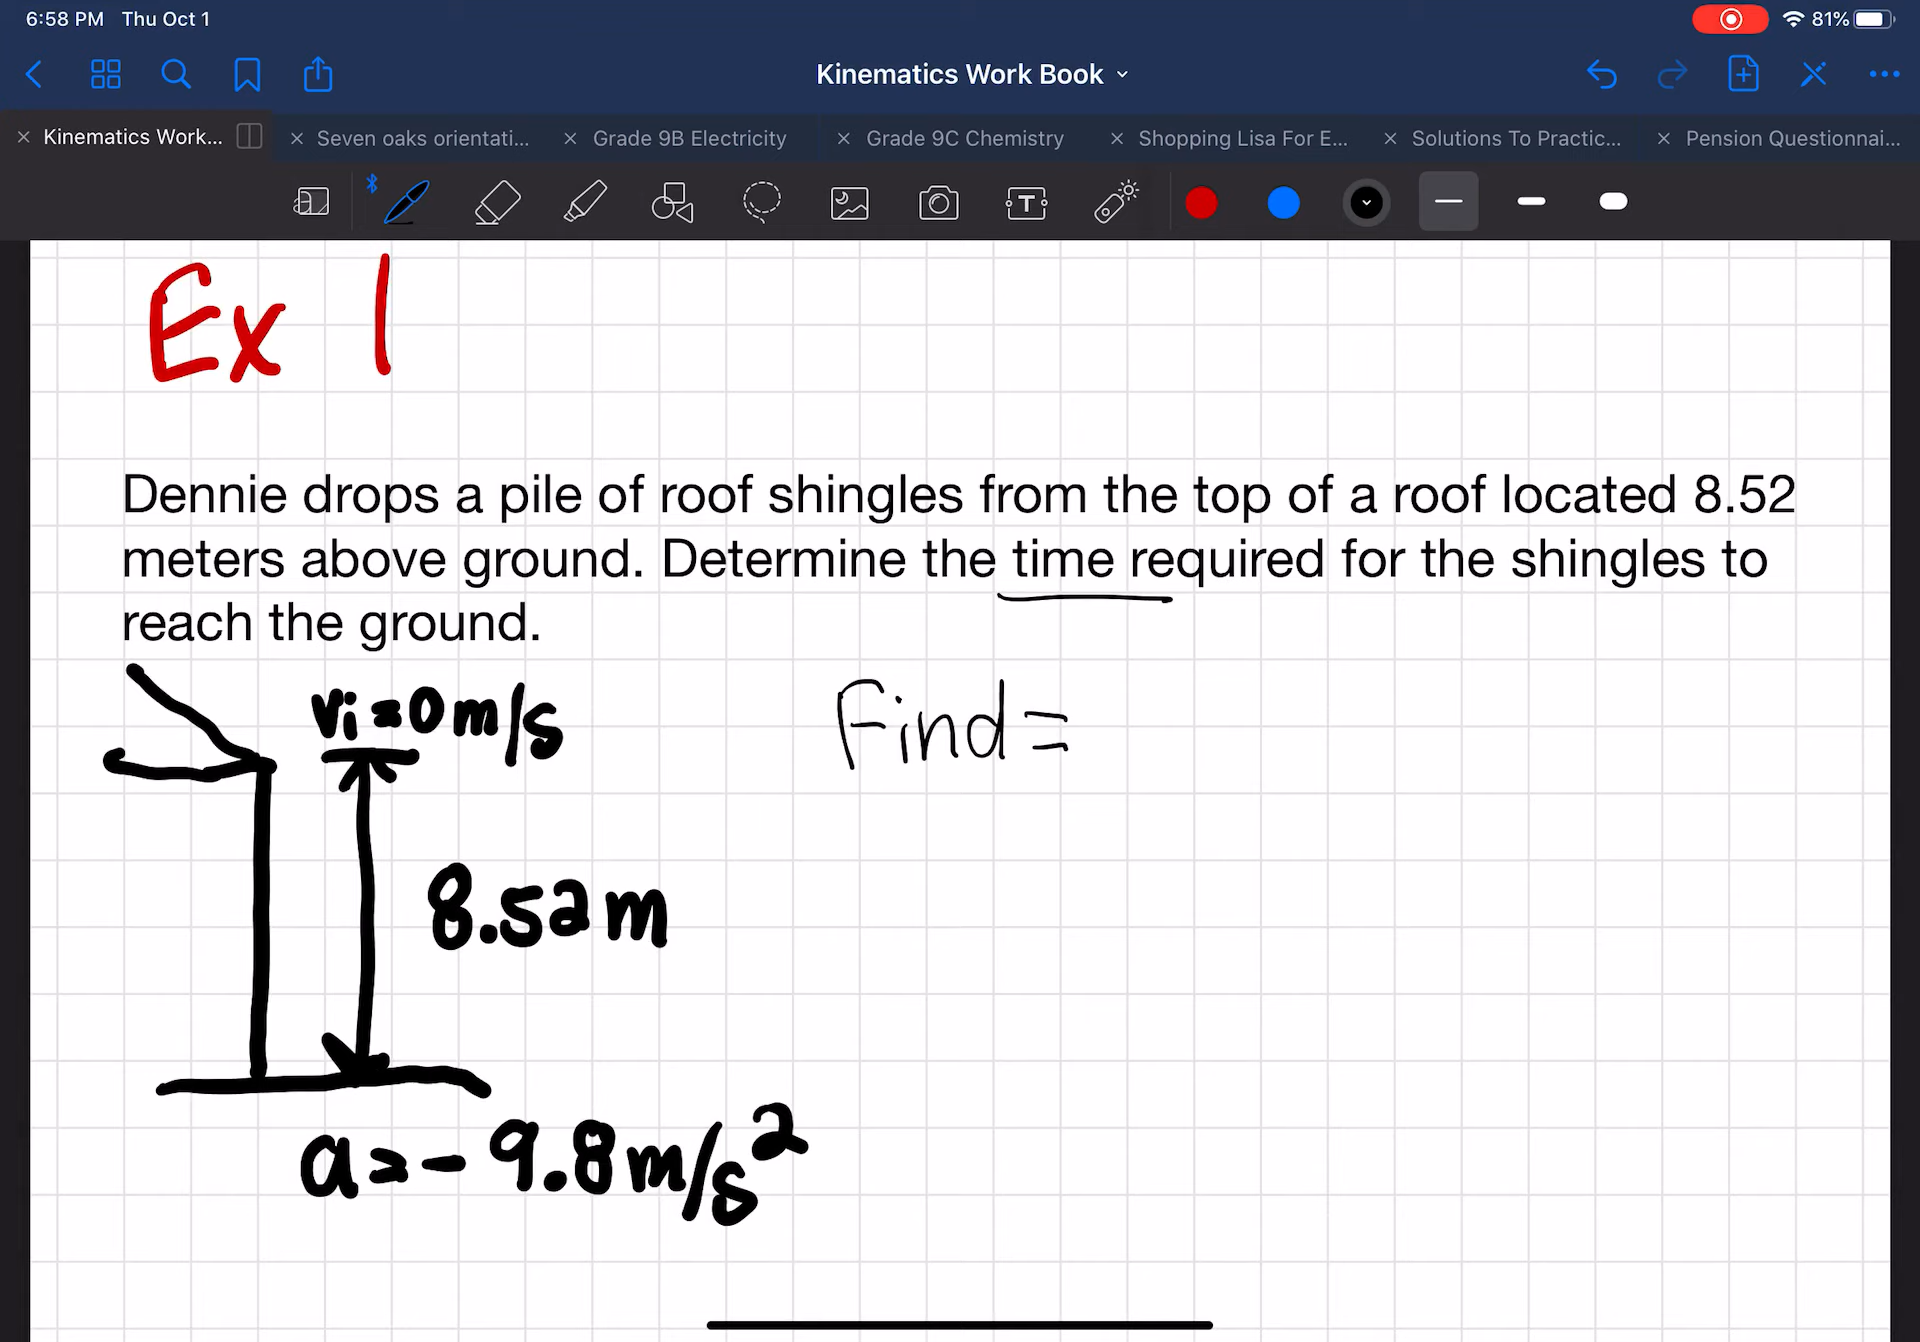 6:58 PM Thu Oct 1
81%
Kinematics Work Book
Kinematics Work...
Seven oaks orientati...
Grade 9B Electricity
Grade 9C Chemistry
Shopping Lisa For E...
Solutions To Practic...
Pension Questionnai...
Ex 1
Dennie drops a pile of roof shingles from the top of a roof located 8.52
meters above ground. Determine the time required for the shingles to
reach the ground.
vi=0m/s
Find=
8.52m
a=-9.8m/s²